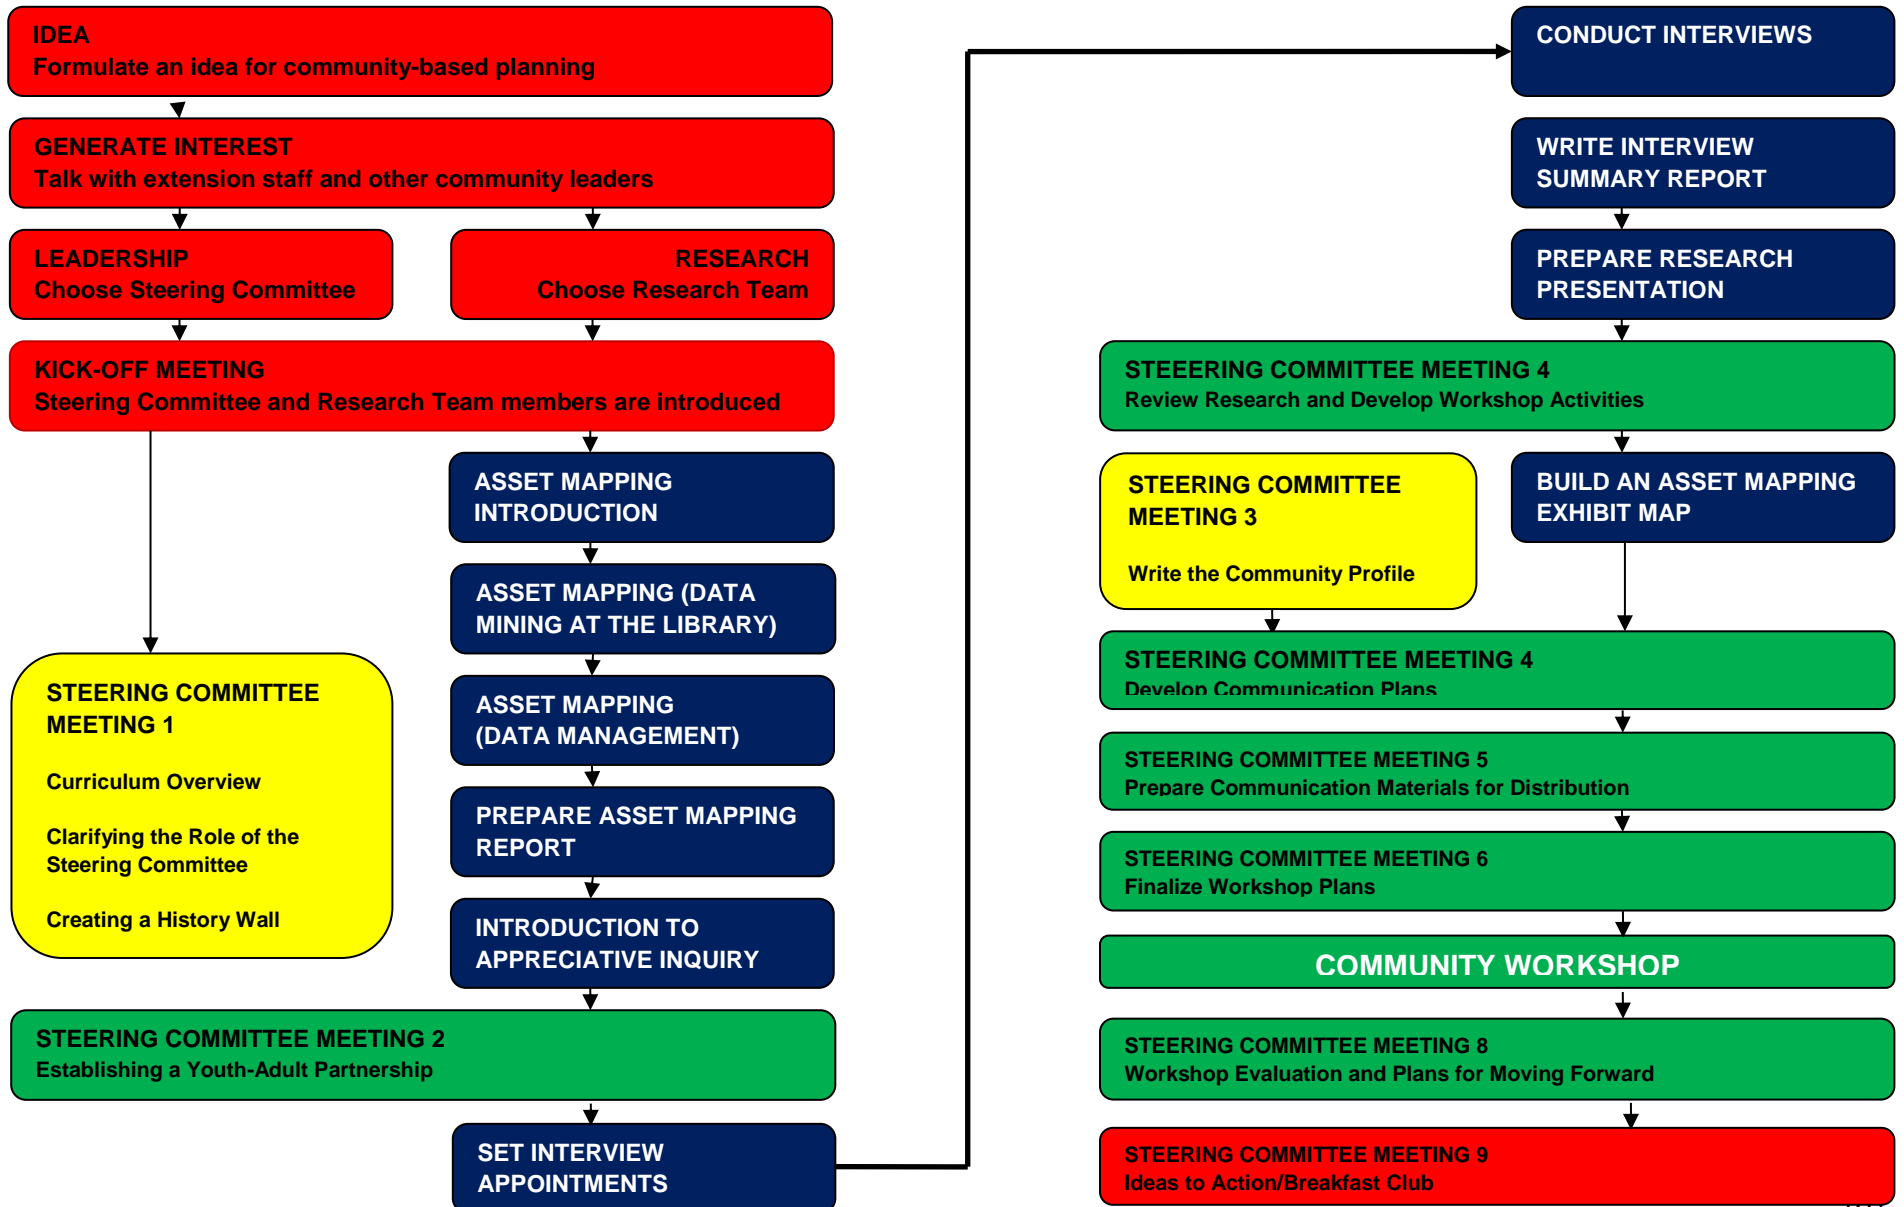 IDEA
Formulate an idea for community-based planning
GENERATE INTEREST
Talk with extension staff and other community leaders
LEADERSHIP
Choose Steering Committee
RESEARCH
Choose Research Team
KICK-OFF MEETING
Steering Committee and Research Team members are introduced
ASSET MAPPING
INTRODUCTION
ASSET MAPPING (DATA
MINING AT THE LIBRARY)
STEERING COMMITTEE
MEETING 1
Curriculum Overview
Clarifying the Role of the
Steering Committee
Creating a History Wall
ASSET MAPPING
(DATA MANAGEMENT)
PREPARE ASSET MAPPING
REPORT
INTRODUCTION TO
APPRECIATIVE INQUIRY
STEERING COMMITTEE MEETING 2
Establishing a Youth-Adult Partnership
SET INTERVIEW
APPOINTMENTS
CONDUCT INTERVIEWS
WRITE INTERVIEW
SUMMARY REPORT
PREPARE RESEARCH
PRESENTATION
STEEERING COMMITTEE MEETING 4
Review Research and Develop Workshop Activities
STEERING COMMITTEE
MEETING 3
Write the Community Profile
BUILD AN ASSET MAPPING
EXHIBIT MAP
STEERING COMMITTEE MEETING 4
Develop Communication Plans
STEERING COMMITTEE MEETING 5
Prepare Communication Materials for Distribution
STEERING COMMITTEE MEETING 6
Finalize Workshop Plans
COMMUNITY WORKSHOP
STEERING COMMITTEE MEETING 8
Workshop Evaluation and Plans for Moving Forward
STEERING COMMITTEE MEETING 9
Ideas to Action/Breakfast Club